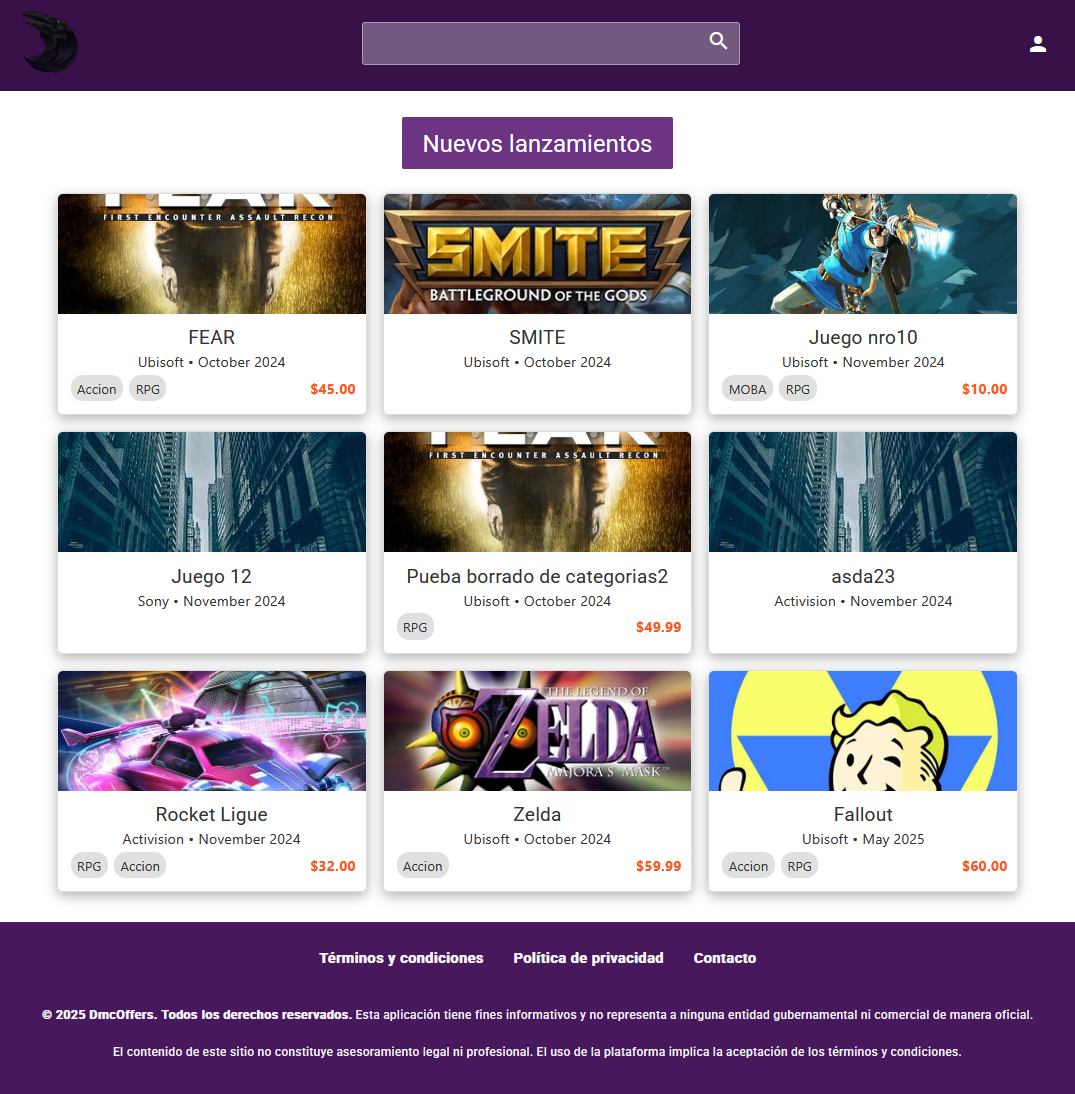 Nuevos lanzamientos
FEAR
FIRST ENCOUNTER ASSAULT RECON
SMITE
BATTLEGROUND OF THE GODS
FEAR
Ubisoft • October 2024
Accion RPG $45.00
SMITE
Ubisoft • October 2024
Juego nro10
Ubisoft • November 2024
MOBA RPG $10.00
FEAR
FIRST ENCOUNTER ASSAULT RECON
Juego 12
Sony • November 2024
Pueba borrado de categorias2
Ubisoft • October 2024
RPG $49.99
asda23
Activision • November 2024
THE LEGEND OF
ZELDA
MAJORA'S MASK™
Rocket Ligue
Activision • November 2024
RPG Accion $32.00
Zelda
Ubisoft • October 2024
Accion $59.99
Fallout
Ubisoft • May 2025
Accion RPG $60.00
Términos y condiciones Política de privacidad Contacto
© 2025 DmcOffers. Todos los derechos reservados. Esta aplicación tiene fines informativos y no representa a ninguna entidad gubernamental ni comercial de manera oficial.
El contenido de este sitio no constituye asesoramiento legal ni profesional. El uso de la plataforma implica la aceptación de los términos y condiciones.